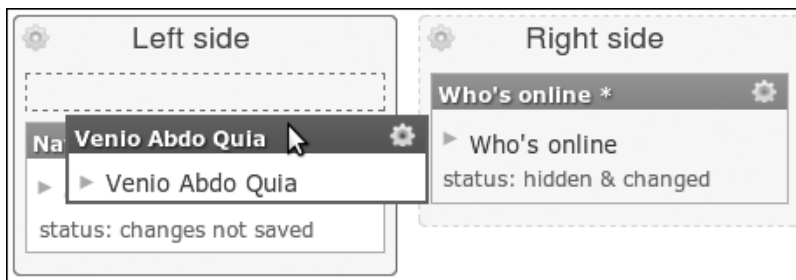 Left side
Venio Abdo Quia
Venio Abdo Quia
status: changes not saved
Right side
Who's online *
Who's online
status: hidden & changed